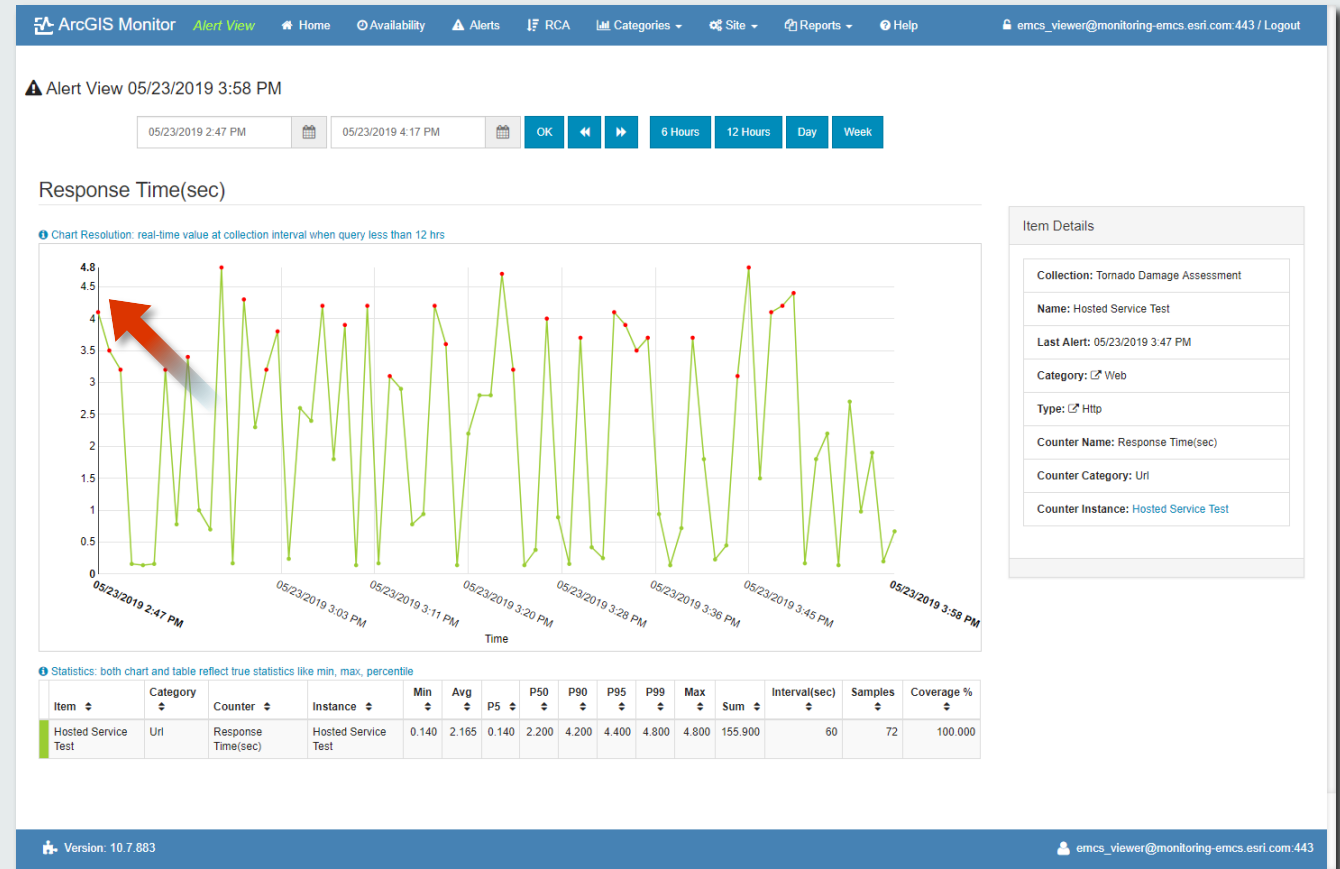 ArcGIS Monitor Alert View Home Availability Alerts RCA Categories Site Reports Help emcs_viewer@monitoring-emcs.esri.com:443 / Logout
Alert View 05/23/2019 3:58 PM
05/23/2019 2:47 PM 05/23/2019 4:17 PM OK 6 Hours 12 Hours Day Week
Response Time(sec)
Chart Resolution: real-time value at collection interval when query less than 12 hrs
4.8
4.5
4
3.5
3
2.5
2
1.5
1
0.5
0
05/23/2019 2:47 PM
05/23/2019 3:03 PM
05/23/2019 3:11 PM
05/23/2019 3:20 PM
05/23/2019 3:28 PM
05/23/2019 3:36 PM
05/23/2019 3:45 PM
05/23/2019 3:58 PM
Time
Item Details
Collection: Tornado Damage Assessment
Name: Hosted Service Test
Last Alert: 05/23/2019 3:47 PM
Category: Web
Type: Http
Counter Name: Response Time(sec)
Counter Category: Url
Counter Instance: Hosted Service Test
Statistics: both chart and table reflect true statistics like min, max, percentile
Item Category Counter Instance Min Avg P5 P50 P90 P95 P99 Max Sum Interval(sec) Samples Coverage %
Hosted Service Url Response Hosted Service 0.140 2.165 0.140 2.200 4.200 4.400 4.800 4.800 155.900 60 72 100.000
Test Time(sec) Test
Version: 10.7.883 emcs_viewer@monitoring-emcs.esri.com:443